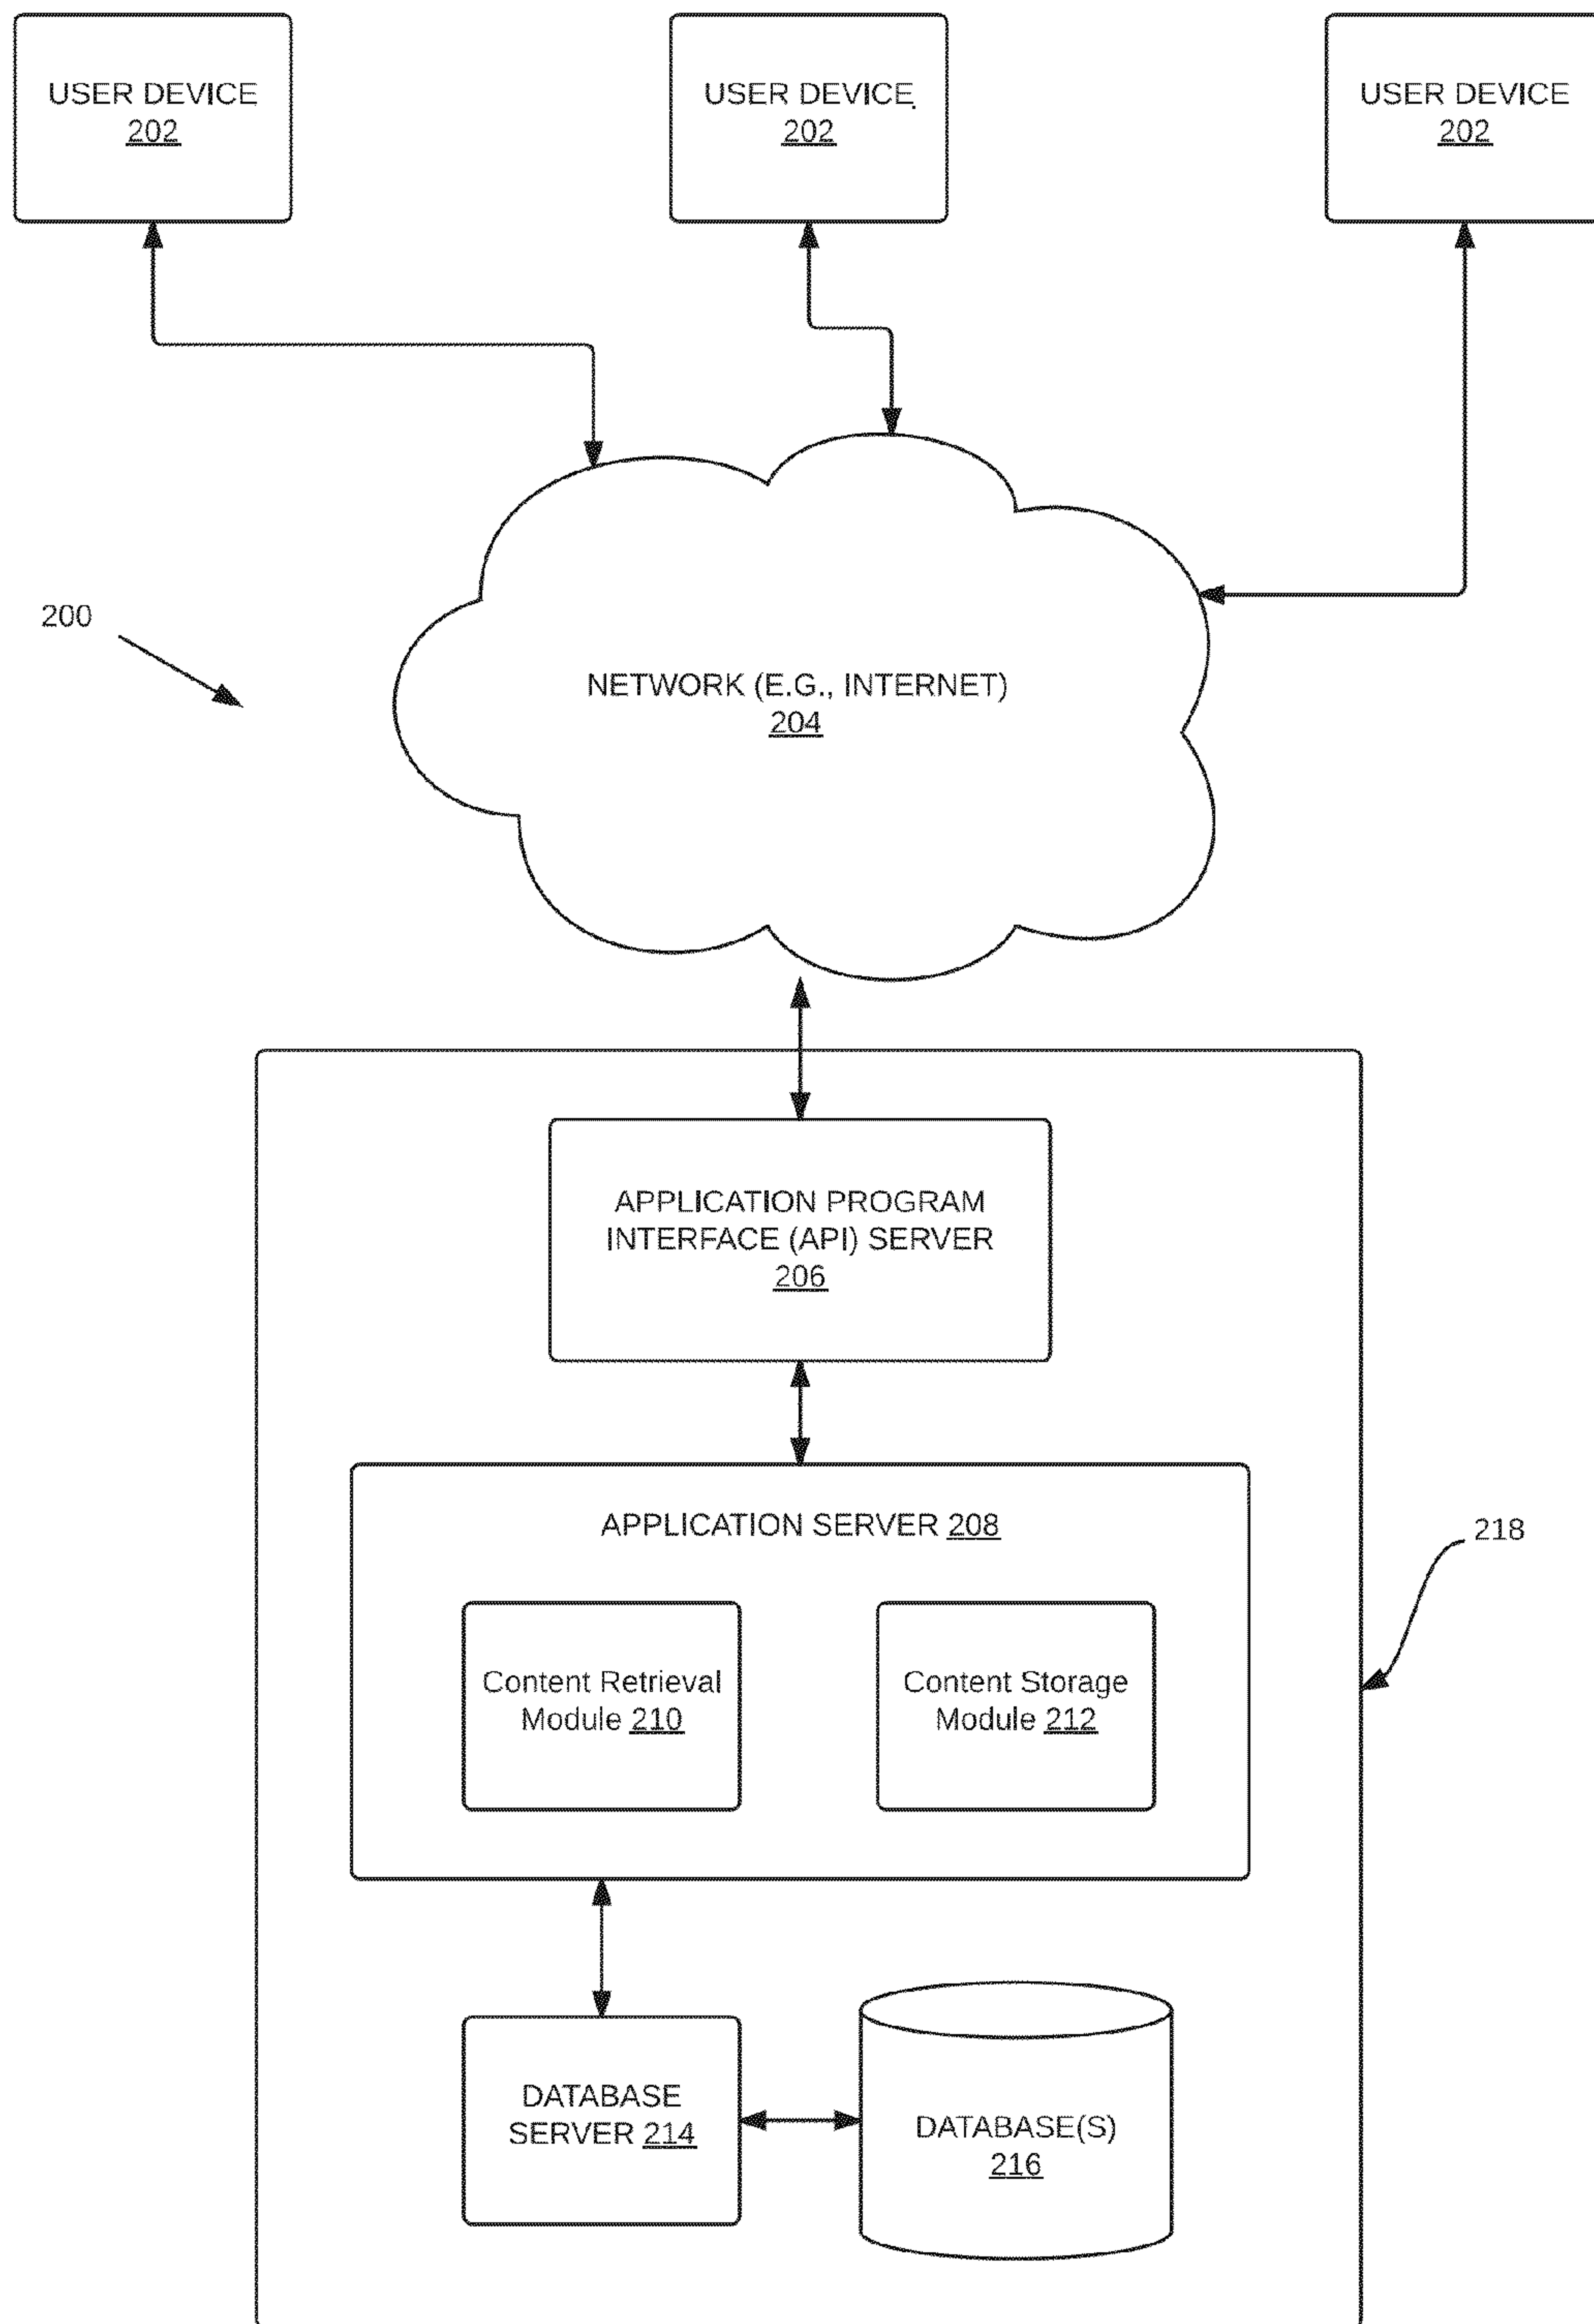 USER DEVICE
202
USER DEVICE
202
USER DEVICE
202
200
NETWORK (E.G., INTERNET)
204
APPLICATION PROGRAM
INTERFACE (API) SERVER
206
APPLICATION SERVER 208
218
Content Retrieval
Module 210
Content Storage
Module 212
DATABASE
SERVER 214
DATABASE(S)
216